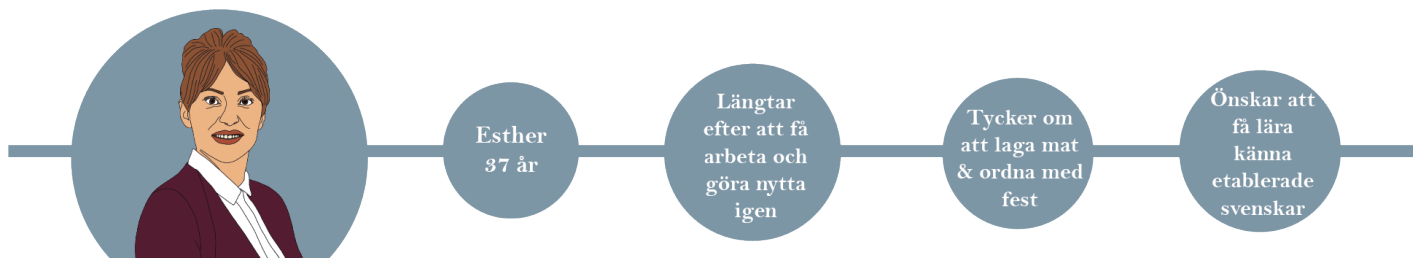 Esther
37 år
Längtar
efter att få
arbeta och
göra nytta
igen
Tycker om
att laga mat
& ordna med
fest
Önskar att
få lära
känna
etablerade
svenskar